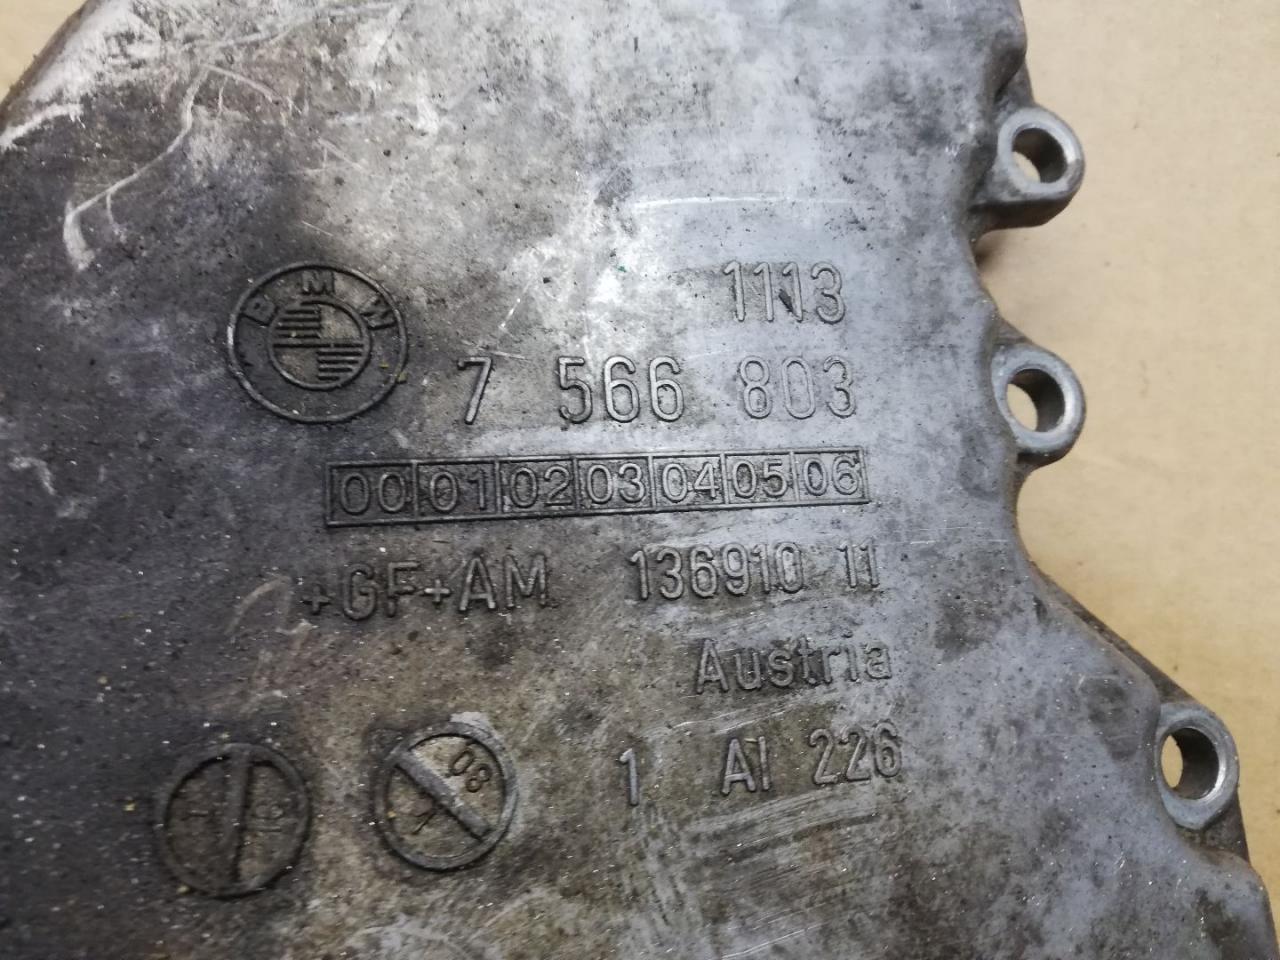 BMW
1113
7 566 803
00 01 02 03 04 05 06
+GF+AM 136910 11
Austria
1 AI 226
08